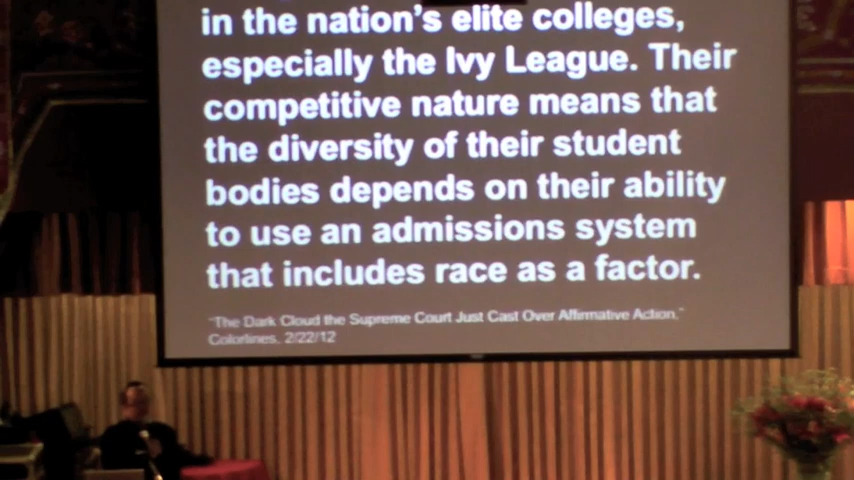 in the nation's elite colleges,
especially the Ivy League. Their
competitive nature means that
the diversity of their student
bodies depends on their ability
to use an admissions system
that includes race as a factor.
"The Dark Cloud the Supreme Court Just Cast Over Affirmative Action,"
Colorlines, 2/22/12